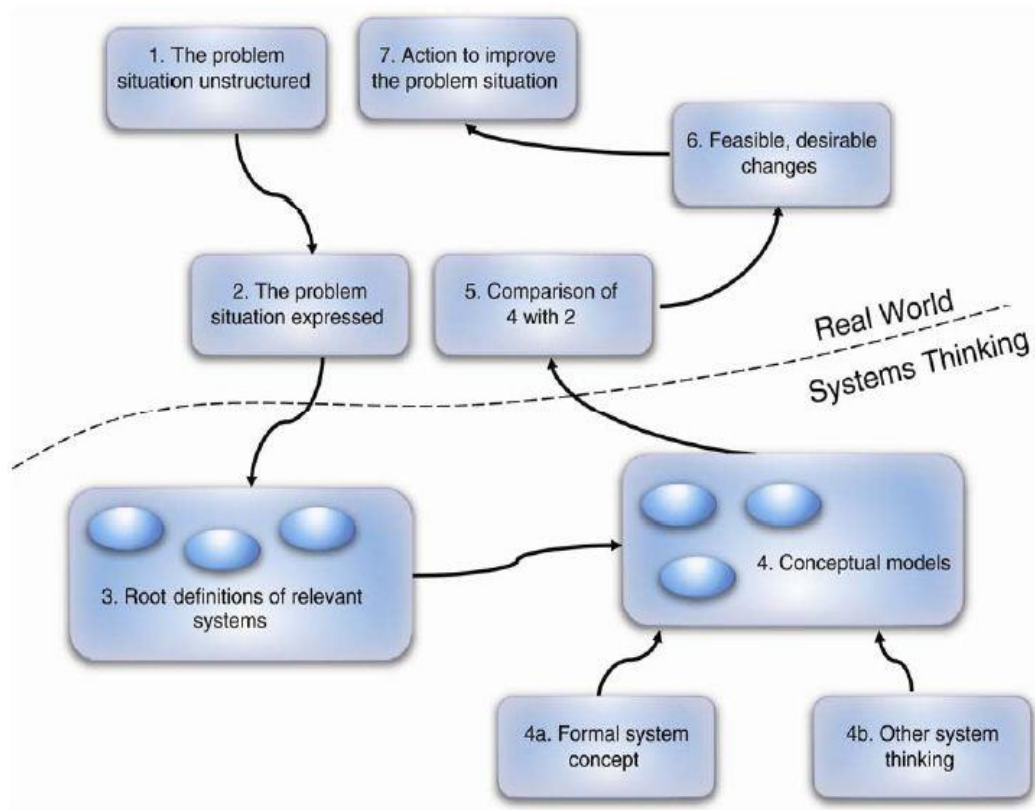 1. The problem
situation unstructured
7. Action to improve
the problem situation
6. Feasible, desirable
changes
2. The problem
situation expressed
5. Comparison of
4 with 2
Real World
Systems Thinking
3. Root definitions of relevant
systems
4. Conceptual models
4a. Formal system
concept
4b. Other system
thinking